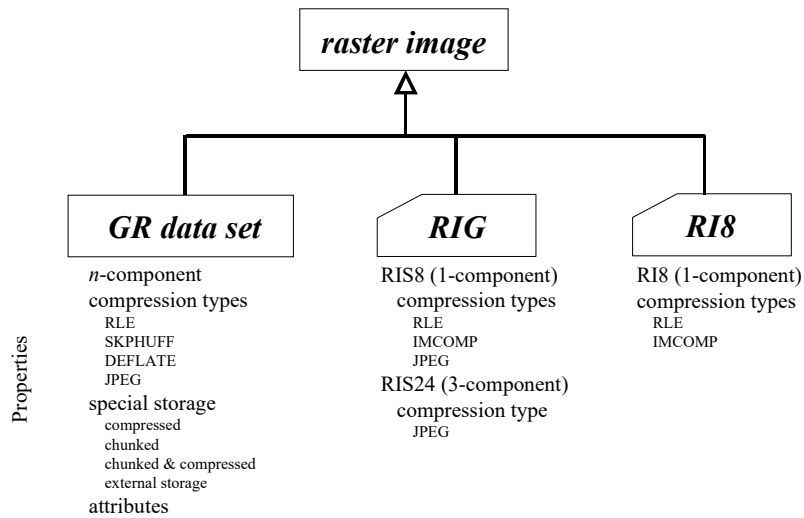 raster image
GR data set
n-component
compression types
RLE
SKPHUFF
DEFLATE
JPEG
special storage
compressed
chunked
chunked & compressed
external storage
attributes
RIG
RIS8 (1-component)
compression types
RLE
IMCOMP
JPEG
RIS24 (3-component)
compression type
JPEG
RI8
RI8 (1-component)
compression types
RLE
IMCOMP
Properties